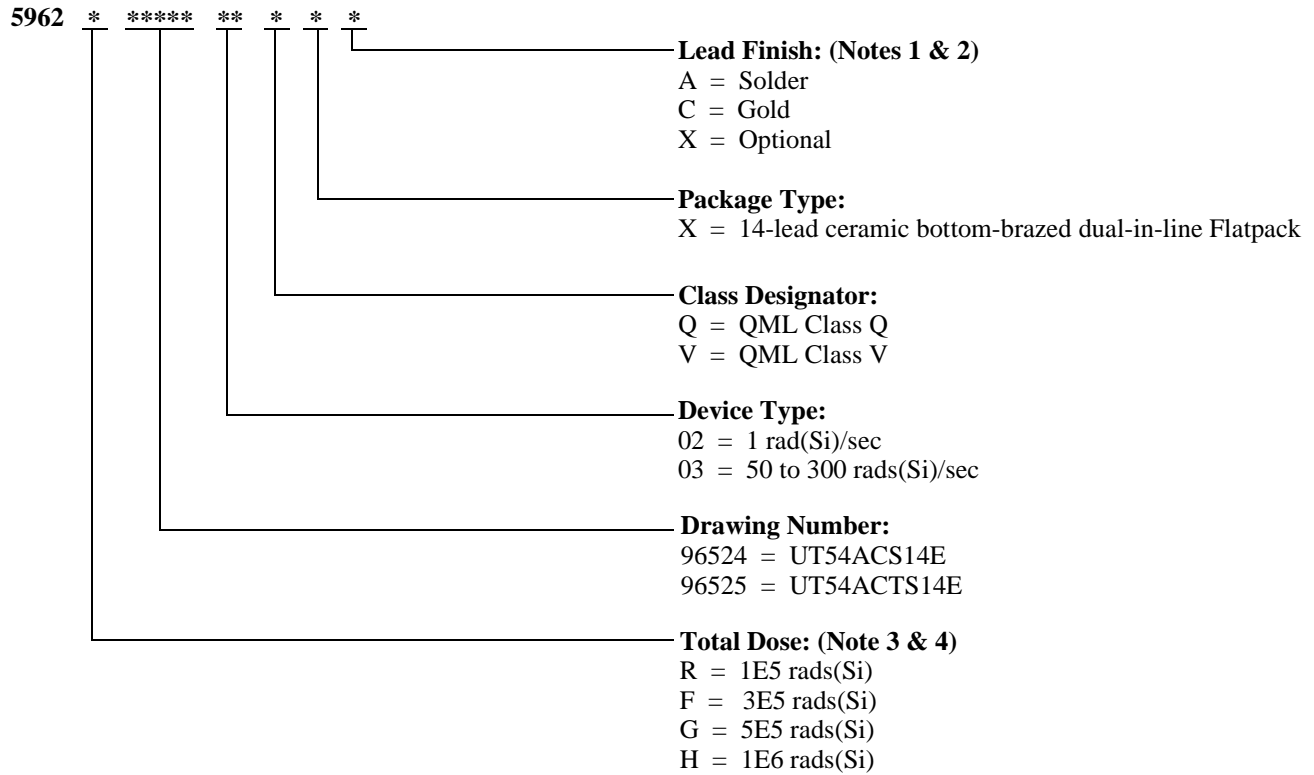 5962 * ***** ** * * *
Lead Finish: (Notes 1 & 2)
A = Solder
C = Gold
X = Optional
Package Type:
X = 14-lead ceramic bottom-brazed dual-in-line Flatpack
Class Designator:
Q = QML Class Q
V = QML Class V
Device Type:
02 = 1 rad(Si)/sec
03 = 50 to 300 rads(Si)/sec
Drawing Number:
96524 = UT54ACS14E
96525 = UT54ACTS14E
Total Dose: (Note 3 & 4)
R = 1E5 rads(Si)
F = 3E5 rads(Si)
G = 5E5 rads(Si)
H = 1E6 rads(Si)